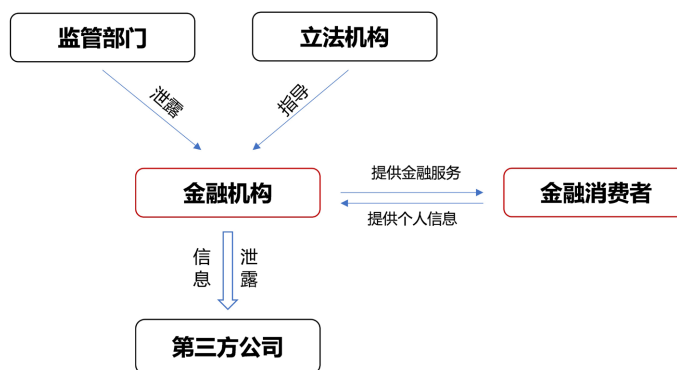 监管部门
立法机构
泄露
指导
金融机构
提供金融服务
提供个人信息
金融消费者
信息
泄露
第三方公司